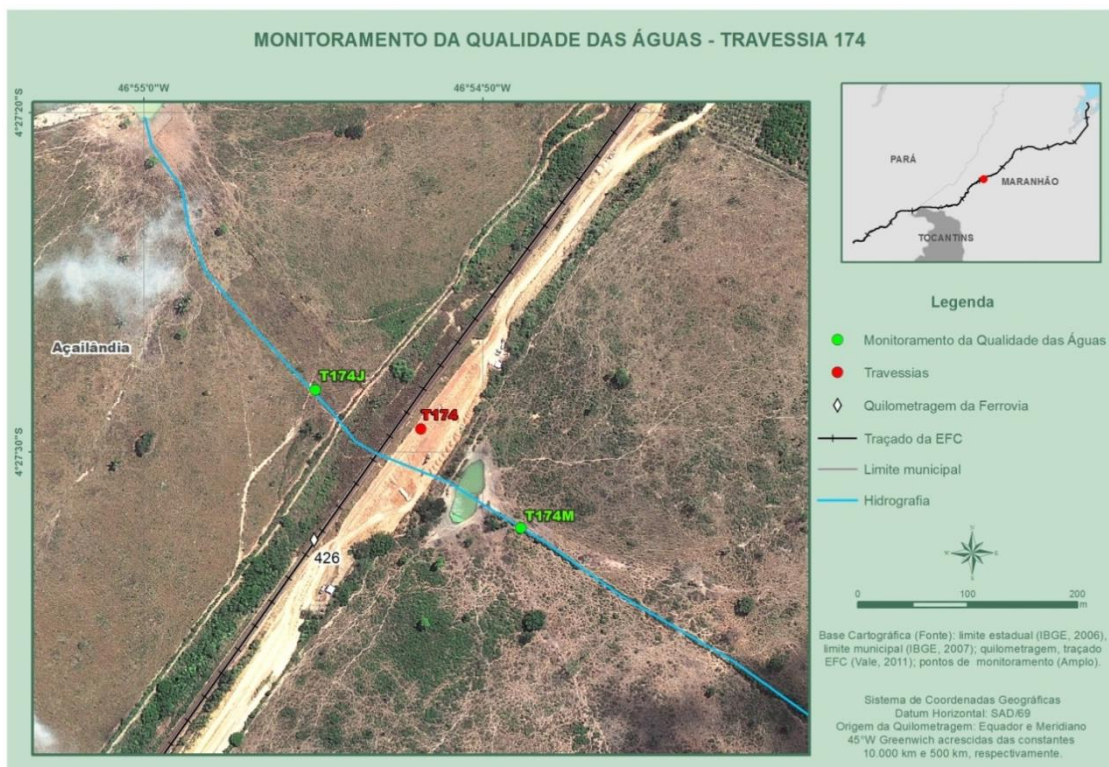 MONITORAMENTO DA QUALIDADE DAS ÁGUAS - TRAVESSIA 174
46°55'0"W
46°54'50"W
4°27'20"S
4°27'30"S
Açailândia
T174J
T174
T174M
426
PARÁ
MARANHÃO
TOCANTINS
Legenda
Monitoramento da Qualidade das Águas
Travessias
Quilometragem da Ferrovia
Traçado da EFC
Limite municipal
Hidrografia
N
W
E
S
0 100 200
m
Base Cartográfica (Fonte): limite estadual (IBGE, 2006),
limite municipal (IBGE, 2007); quilometragem, traçado
EFC (Vale, 2011); pontos de monitoramento (Amplo).
Sistema de Coordenadas Geográficas
Datum Horizontal: SAD/69
Origem da Quilometragem: Equador e Meridiano
45°W Greenwich acrescidas das constantes
10.000 km e 500 km, respectivamente.